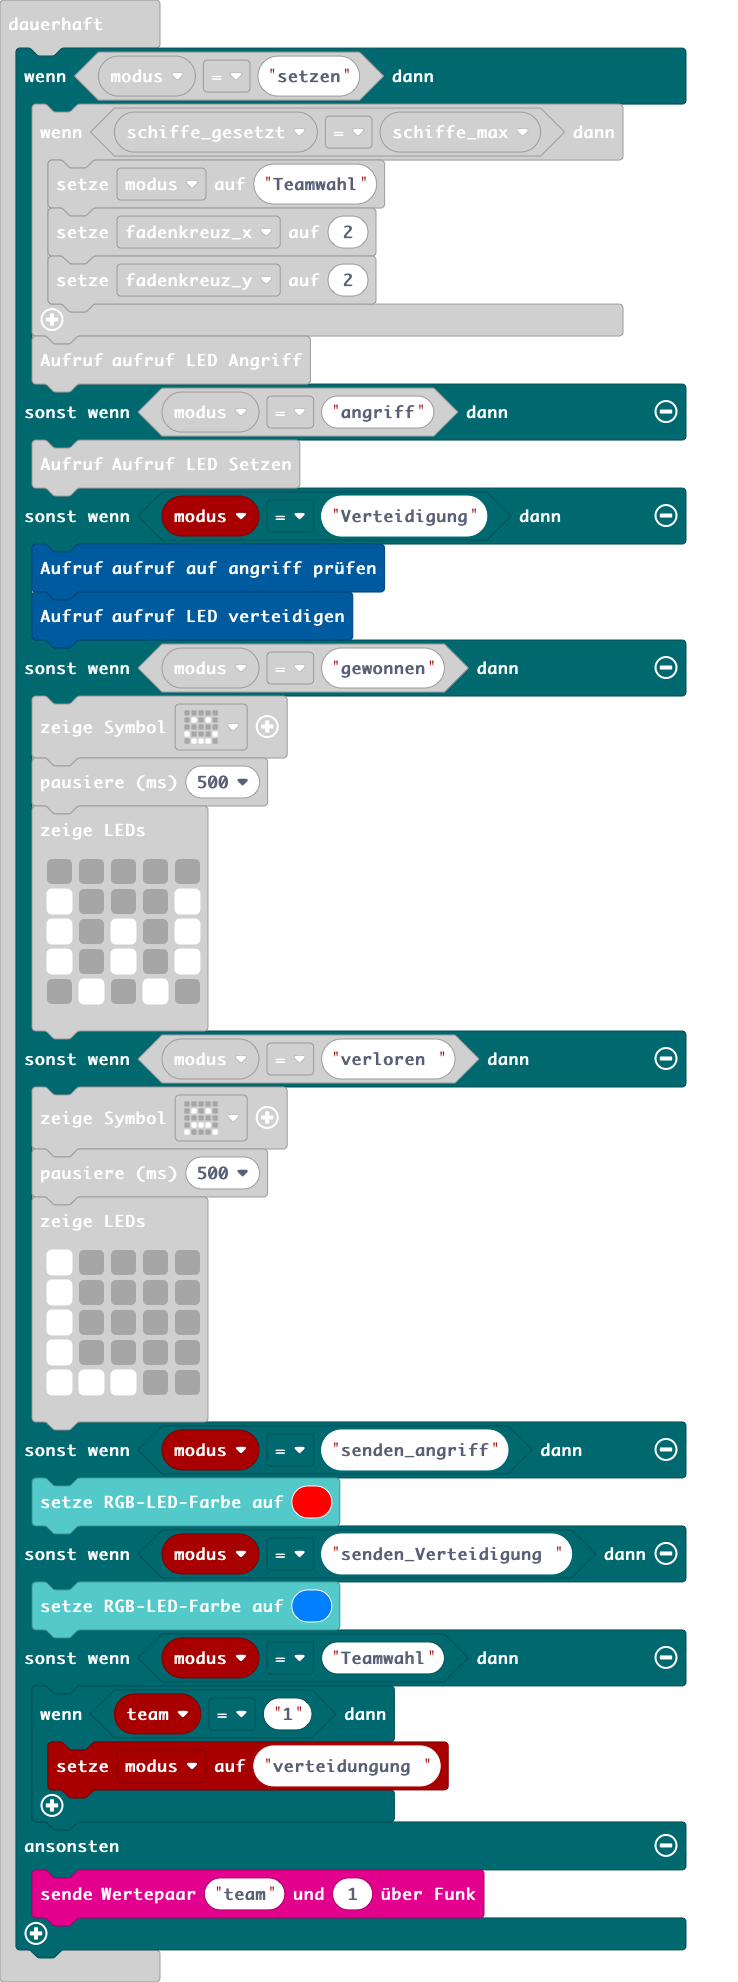 dauerhaft
wenn modus = "setzen" dann
wenn schiffe_gesetzt = schiffe_max dann
setze modus auf "Teamwahl"
setze fadenkreuz_x auf 2
setze fadenkreuz_y auf 2
Aufruf aufruf LED Angriff
sonst wenn modus = "angriff" dann
Aufruf Aufruf LED Setzen
sonst wenn modus = "Verteidigung" dann
Aufruf aufruf auf angriff prüfen
Aufruf aufruf LED verteidigen
sonst wenn modus = "gewonnen" dann
zeige Symbol
pausiere (ms) 500
zeige LEDs
sonst wenn modus = "verloren " dann
zeige Symbol
pausiere (ms) 500
zeige LEDs
sonst wenn modus = "senden_angriff" dann
setze RGB-LED-Farbe auf
sonst wenn modus = "senden_Verteidigung " dann
setze RGB-LED-Farbe auf
sonst wenn modus = "Teamwahl" dann
wenn team = "1" dann
setze modus auf "verteidungung "
ansonsten
sende Wertepaar "team" und 1 über Funk